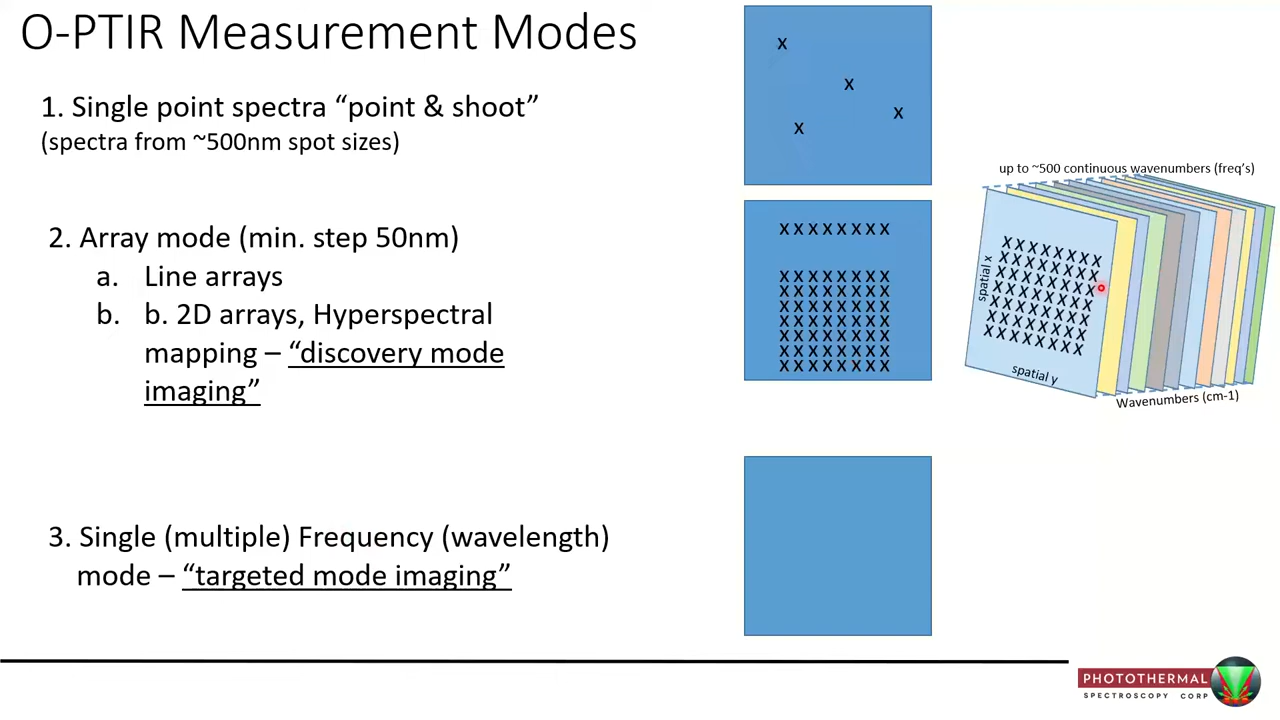 O-PTIR Measurement Modes
1. Single point spectra “point & shoot”
(spectra from ~500nm spot sizes)
2. Array mode (min. step 50nm)
a. Line arrays
b. b. 2D arrays, Hyperspectral
mapping – “discovery mode
imaging”
3. Single (multiple) Frequency (wavelength)
mode – “targeted mode imaging”
X
X
X
X
X X X X X X X X
X X X X X X X X
X X X X X X X X
X X X X X X X X
X X X X X X X X
X X X X X X X X
X X X X X X X X
X X X X X X X X
up to ~500 continuous wavenumbers (freq’s)
spatial x
X X X X X X X X
X X X X X X X X
X X X X X X X X
X X X X X X X X
X X X X X X X X
X X X X X X X X
X X X X X X X X
spatial y
Wavenumbers (cm-1)
PHOTOTHERMAL
SPECTROSCOPY CORP